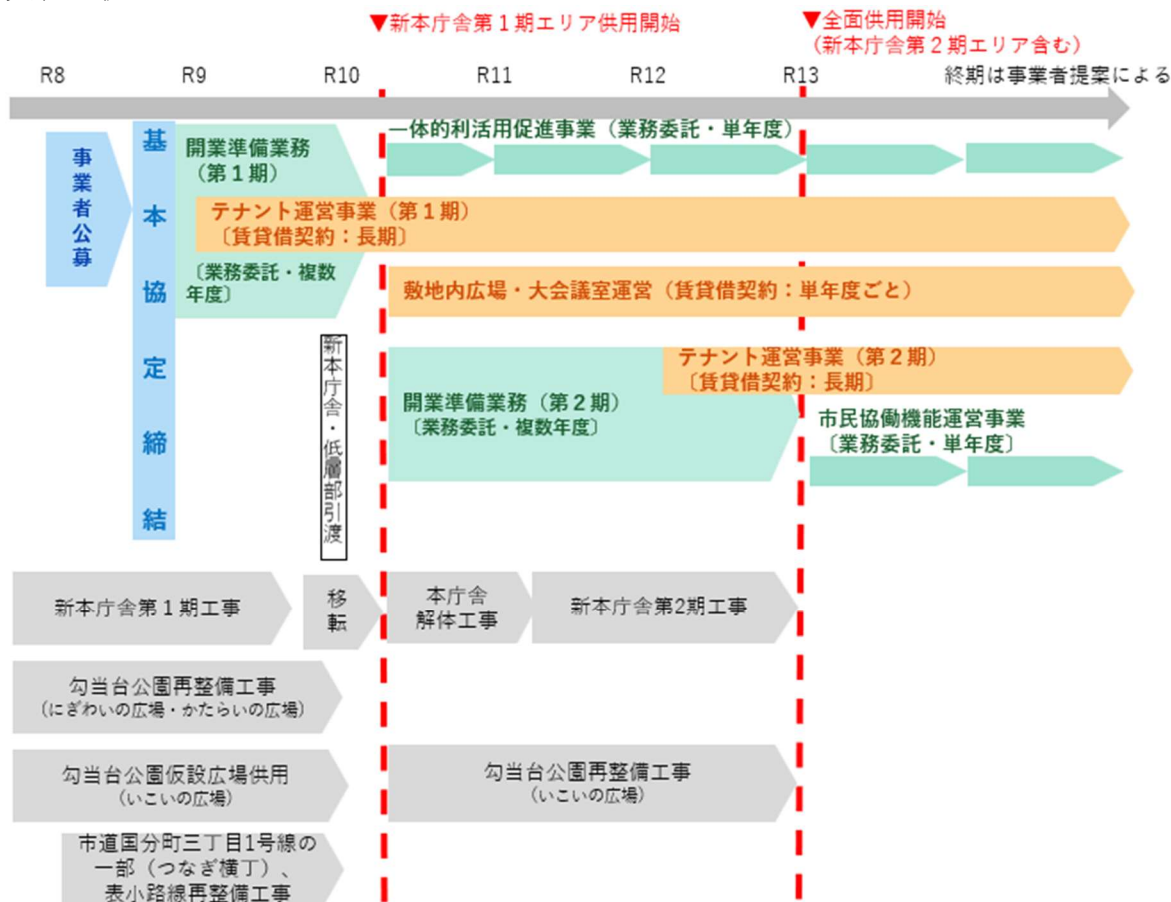 ▼新本庁舎第1期エリア供用開始
▼全面供用開始
(新本庁舎第2期エリア含む)
R8
R9
R10
R11
R12
R13
終期は事業者提案による
事業者公募
基本協定締結
開業準備業務
(第1期)
〔業務委託・複数
年度〕
一体的利活用促進事業(業務委託・単年度)
テナント運営事業(第1期)
〔賃貸借契約:長期〕
敷地内広場・大会議室運営(賃貸借契約:単年度ごと)
新本庁舎・低層部引渡
開業準備業務(第2期)
〔業務委託・複数年度〕
テナント運営事業(第2期)
〔賃貸借契約:長期〕
市民協働機能運営事業
〔業務委託・単年度〕
新本庁舎第1期工事
移転
本庁舎
解体工事
新本庁舎第2期工事
勾当台公園再整備工事
(にぎわいの広場・かたらいの広場)
勾当台公園仮設広場供用
(いこいの広場)
勾当台公園再整備工事
(いこいの広場)
市道国分町三丁目1号線の
一部(つなぎ横丁)、
表小路線再整備工事